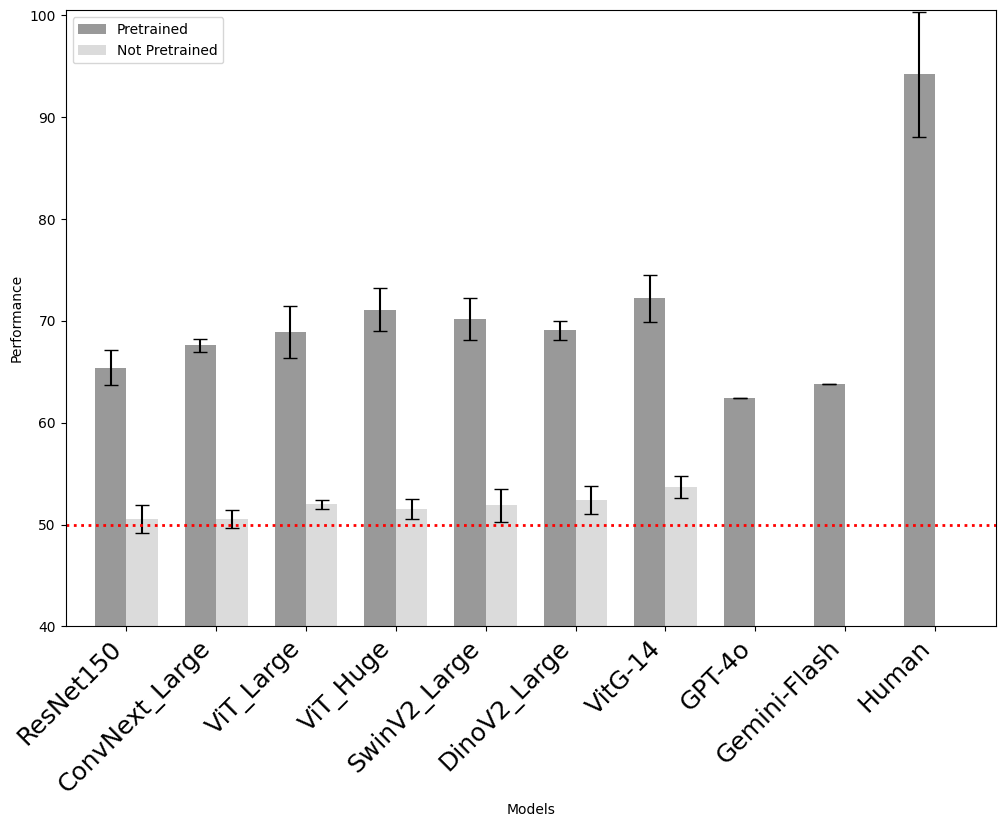 Pretrained
Not Pretrained
Performance
100
90
80
70
60
50
40
ResNet150
ConvNext_Large
ViT_Large
ViT_Huge
SwinV2_Large
DinoV2_Large
VitG-14
GPT-4o
Gemini-Flash
Human
Models